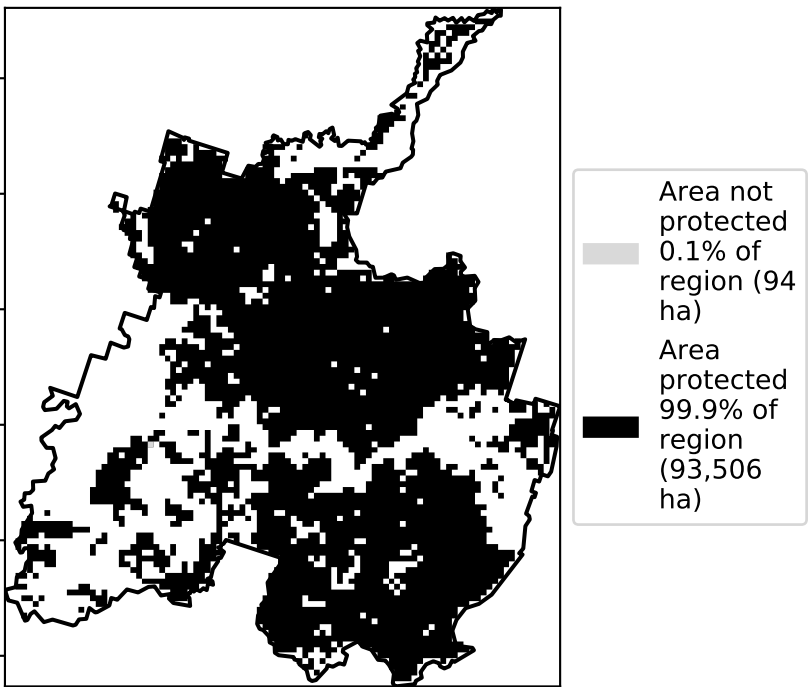 Area not
protected
0.1% of
region (94
ha)
Area
protected
99.9% of
region
(93,506
ha)